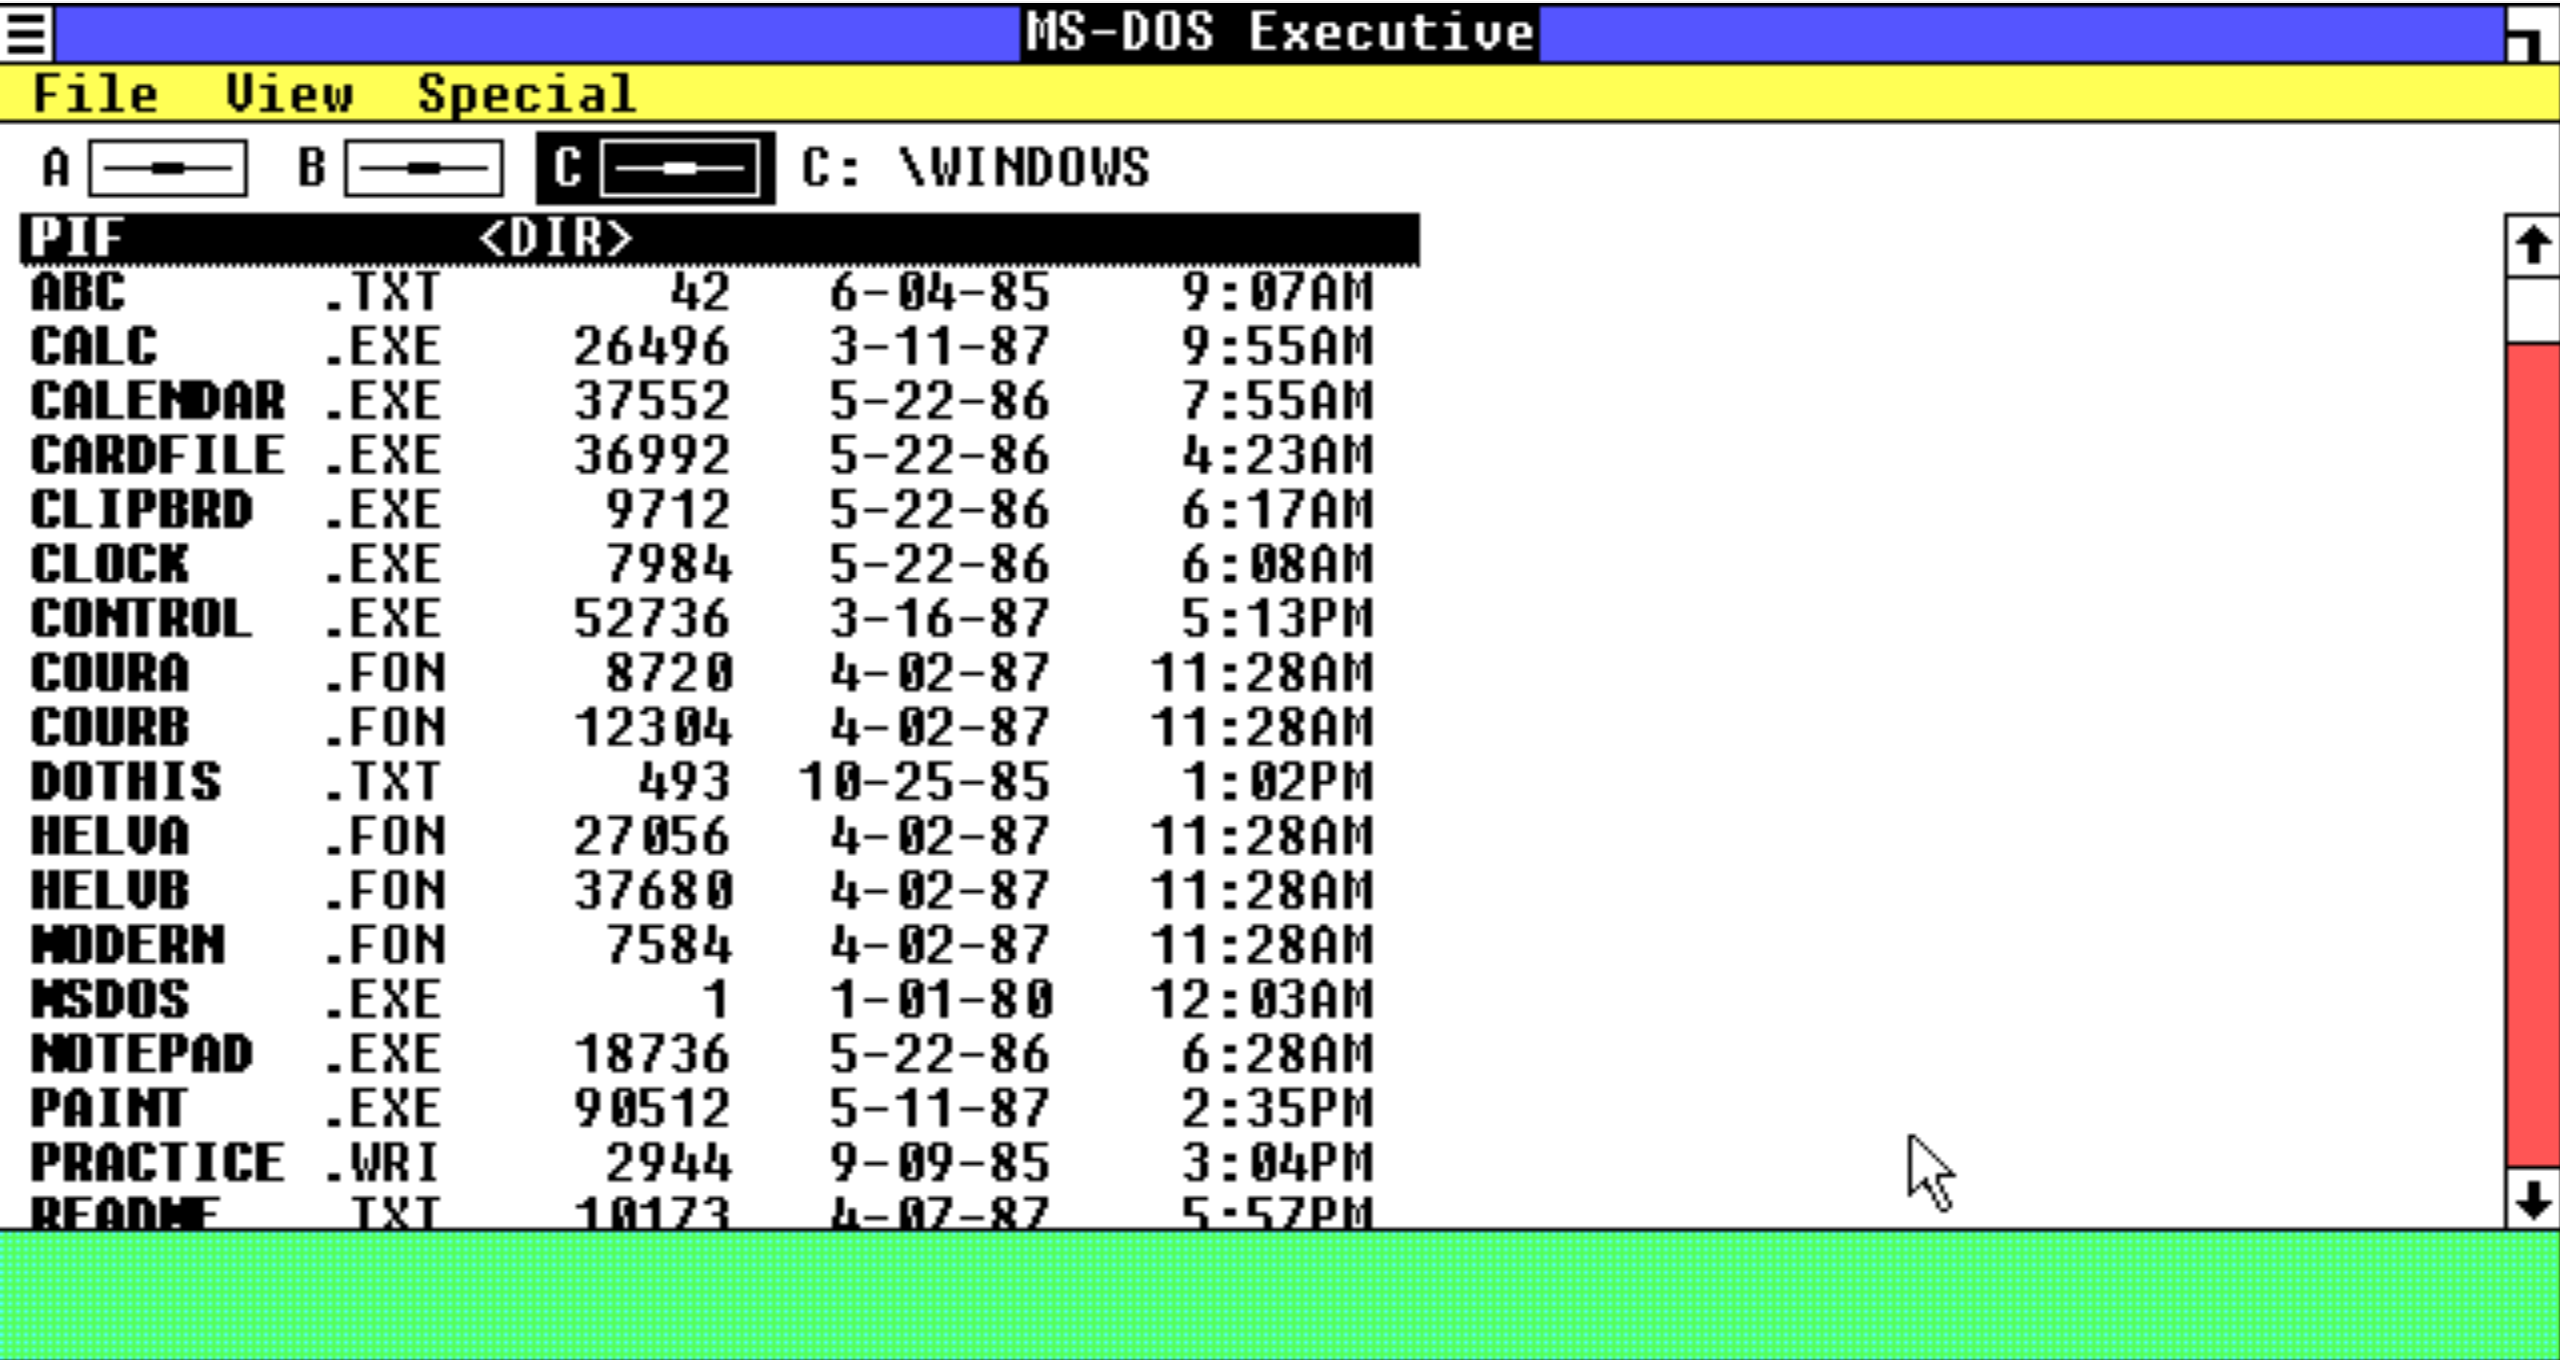 MS-DOS Executive
File View Special
A B C C: \WINDOWS
PIF <DIR>
ABC .TXT 42 6-04-85 9:07AM
CALC .EXE 26496 3-11-87 9:55AM
CALENDAR .EXE 37552 5-22-86 7:55AM
CARDFILE .EXE 36992 5-22-86 4:23AM
CLIPBRD .EXE 9712 5-22-86 6:17AM
CLOCK .EXE 7984 5-22-86 6:08AM
CONTROL .EXE 52736 3-16-87 5:13PM
COURA .FON 8720 4-02-87 11:28AM
COURB .FON 12304 4-02-87 11:28AM
DOTHIS .TXT 493 10-25-85 1:02PM
HELVA .FON 27056 4-02-87 11:28AM
HELVB .FON 37680 4-02-87 11:28AM
MODERN .FON 7584 4-02-87 11:28AM
MSDOS .EXE 1 1-01-80 12:03AM
NOTEPAD .EXE 18736 5-22-86 6:28AM
PAINT .EXE 90512 5-11-87 2:35PM
PRACTICE .WRI 2944 9-09-85 3:04PM
README TXT 10173 4-07-87 5:57PM